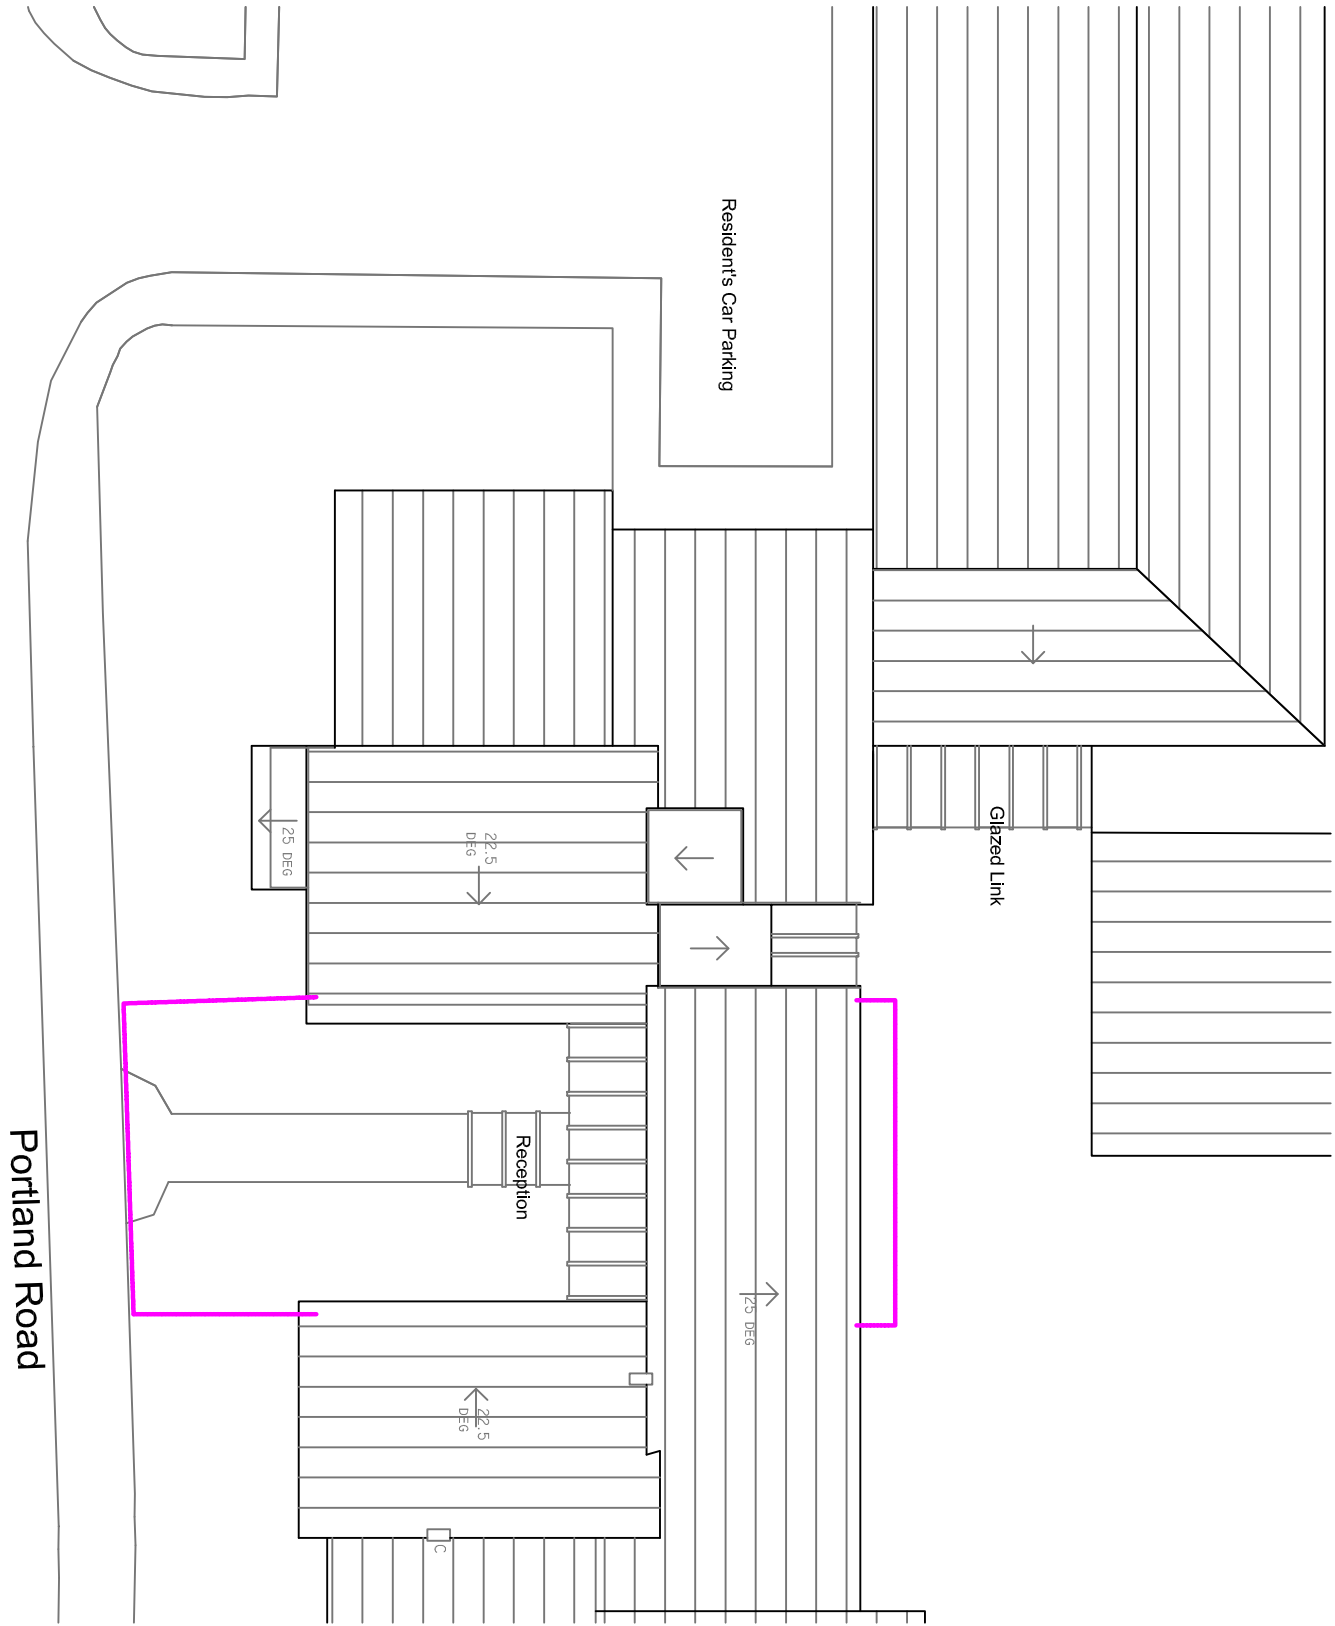 Resident's Car Parking
Glazed Link
25 DEG
22.5
DEG
Reception
25 DEG
22.5
DEG
C
Portland Road